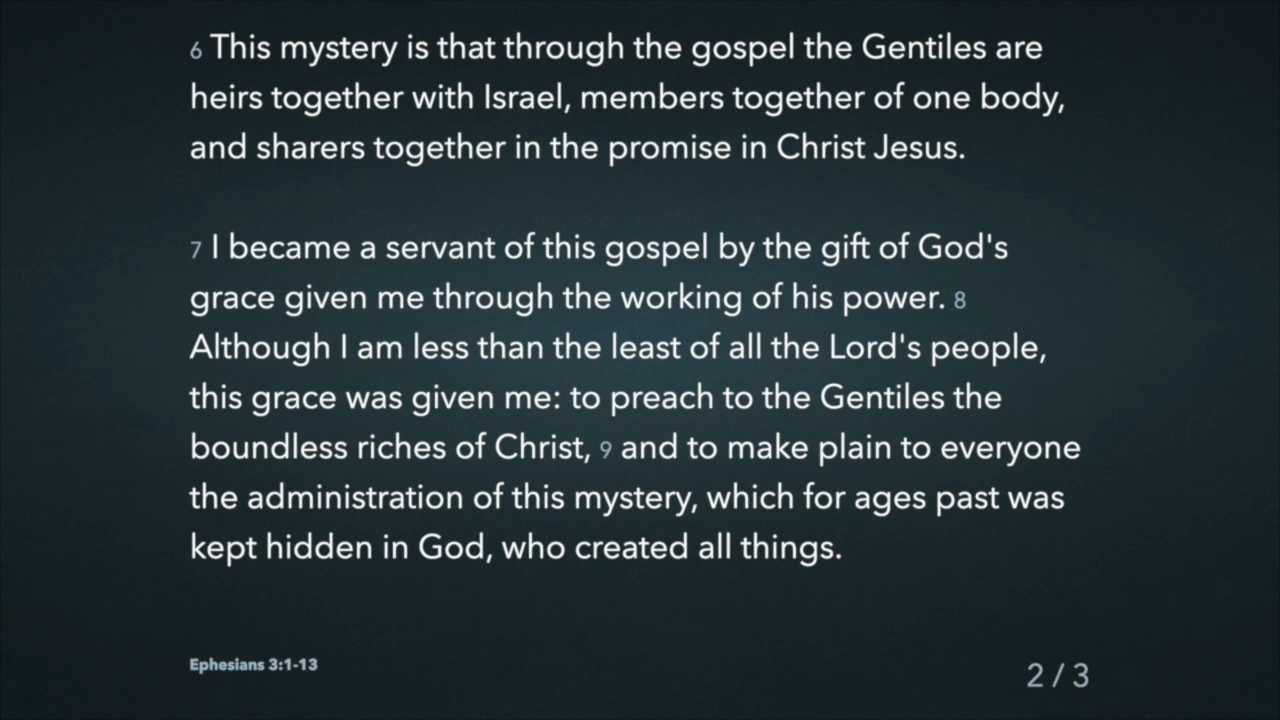 6 This mystery is that through the gospel the Gentiles are
heirs together with Israel, members together of one body,
and sharers together in the promise in Christ Jesus.
7 I became a servant of this gospel by the gift of God's
grace given me through the working of his power. 8
Although I am less than the least of all the Lord's people,
this grace was given me: to preach to the Gentiles the
boundless riches of Christ, 9 and to make plain to everyone
the administration of this mystery, which for ages past was
kept hidden in God, who created all things.
Ephesians 3:1-13
2 / 3